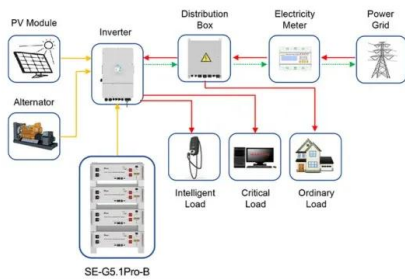 PV Module
Inverter
Distribution
Box
Electricity
Meter
Power
Grid
Alternator
Intelligent
Load
Critical
Load
Ordinary
Load
SE-G5.1Pro-B